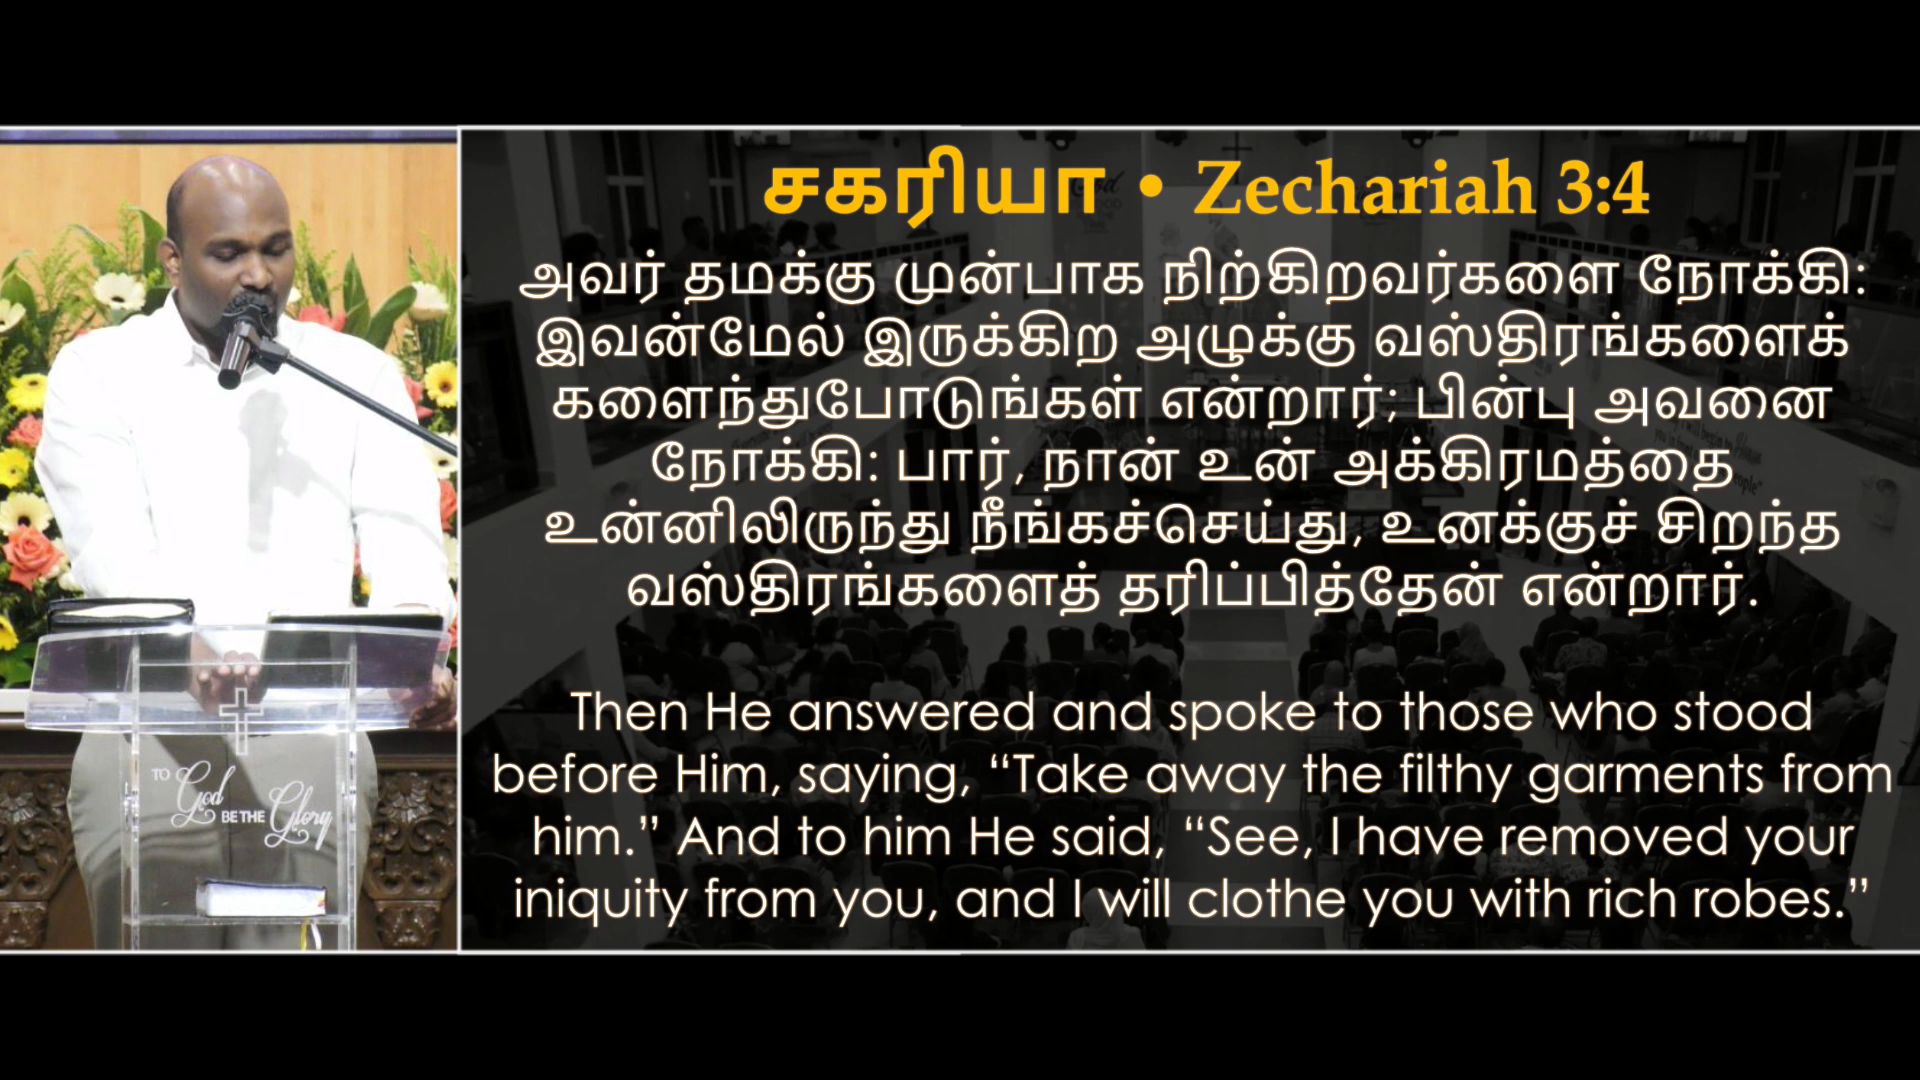 சகரியா • Zechariah 3:4
அவர் தமக்கு முன்பாக நிற்கிறவர்களை நோக்கி:
இவன்மேல் இருக்கிற அழுக்கு வஸ்திரங்களைக்
களைந்துபோடுங்கள் என்றார்; பின்பு அவனை
நோக்கி: பார், நான் உன் அக்கிரமத்தை
உன்னிலிருந்து நீங்கச்செய்து, உனக்குச் சிறந்த
வஸ்திரங்களைத் தரிப்பித்தேன் என்றார்.
Then He answered and spoke to those who stood
before Him, saying, “Take away the filthy garments from
him.” And to him He said, “See, I have removed your
iniquity from you, and I will clothe you with rich robes.”
TO God
BE THE Glory